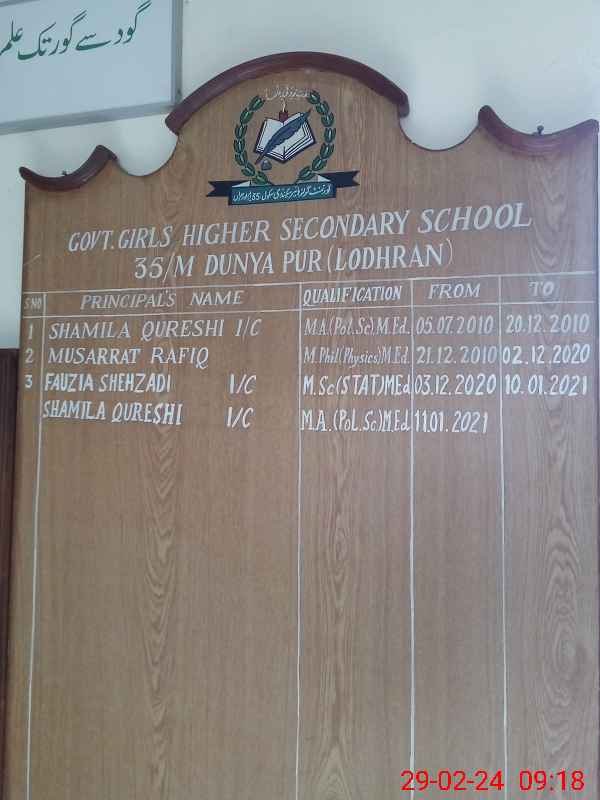 گود سے گور تک علم
GOVT. GIRLS HIGHER SECONDARY SCHOOL
35/M DUNYA PUR (LODHRAN)
S NO PRINCIPAL'S NAME QUALIFICATION FROM TO
1 SHAMILA QURESHI I/C M.A.(Pol.Sc).M.Ed. 05.07.2010 20.12.2010
2 MUSARRAT RAFIQ M.Phil(Physics)M.Ed 21.12.2010 02.12.2020
3 FAUZIA SHEHZADI I/C M.Sc(STAT)M.Ed 03.12.2020 10.01.2021
SHAMILA QURESHI I/C M.A.(Pol.Sc)M.Ed 11.01.2021
29-02-24 09:18